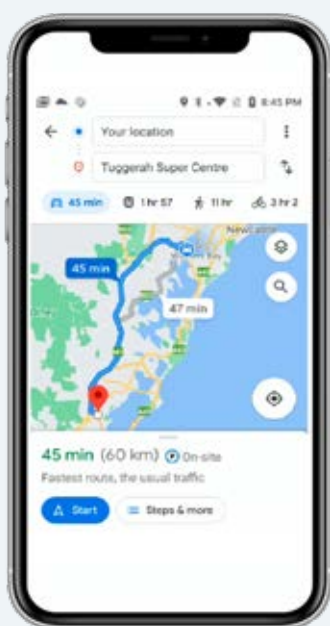 8:45 PM
Your location
Tuggerah Super Centre
45 min 1 hr 57 11 hr 3 hr 2
Newcastle
45 min
47 min
45 min (60 km) P On-site
Fastest route, the usual traffic
Start Steps & more